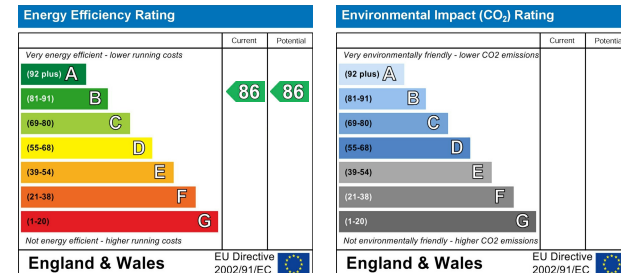 Energy Efficiency Rating
Current Potential
Very energy efficient - lower running costs
(92 plus) A
(81-91) B
86 86
(69-80) C
(55-68) D
(39-54) E
(21-38) F
(1-20) G
Not energy efficient - higher running costs
England & Wales
EU Directive
2002/91/EC
Environmental Impact (CO₂) Rating
Current Potentia
Very environmentally friendly - lower CO2 emissions
(92 plus) A
(81-91) B
(69-80) C
(55-68) D
(39-54) E
(21-38) F
(1-20) G
Not environmentally friendly - higher CO2 emissions
England & Wales
EU Directive
2002/91/EC